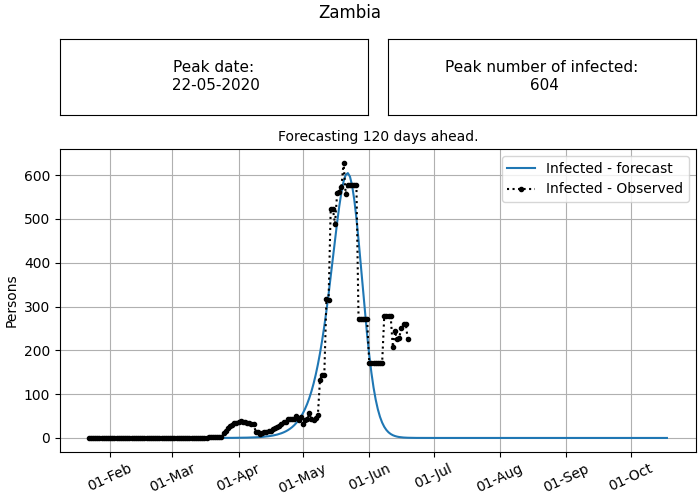 Zambia
Peak date:
22-05-2020
Peak number of infected:
604
Forecasting 120 days ahead.
Infected - forecast
Infected - Observed
Persons
600
500
400
300
200
100
0
01-Feb
01-Mar
01-Apr
01-May
01-Jun
01-Jul
01-Aug
01-Sep
01-Oct